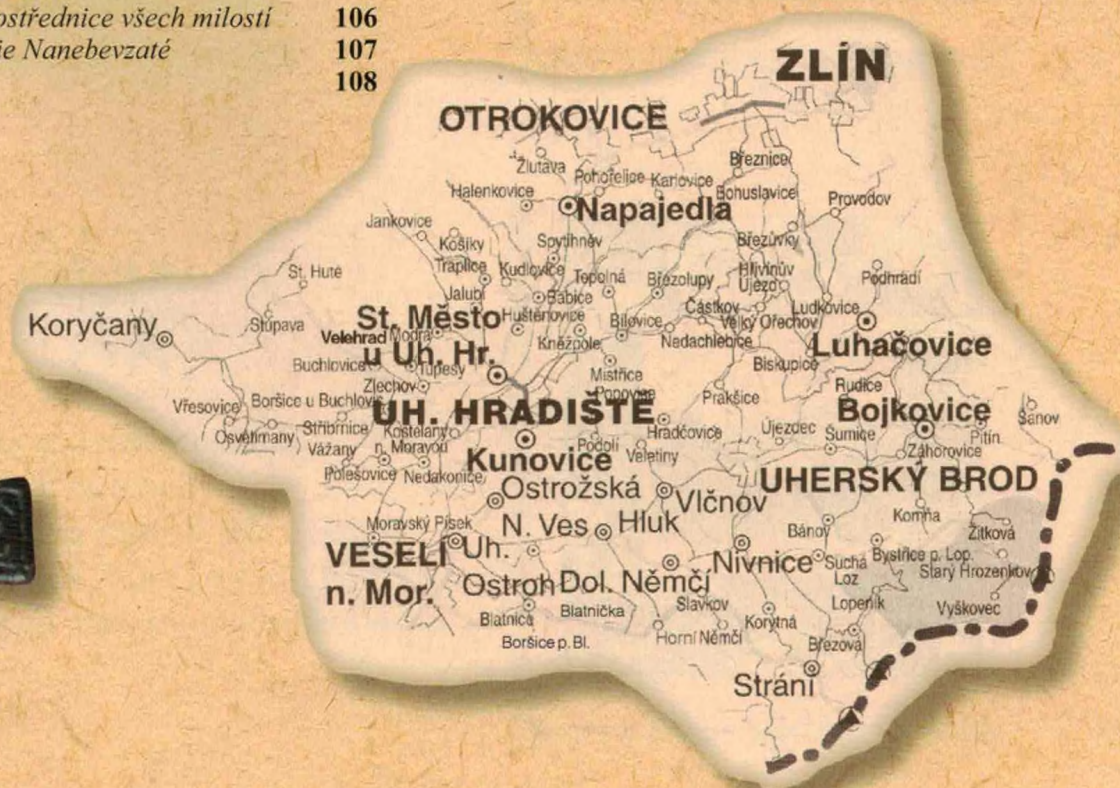 ostřednice všech milostí 106
ie Nanebevzaté 107
108
ZLÍN
OTROKOVICE
Žlutava
Pohořelice
Karlovice
Březnice
Halenkovice
Bohuslavice
Provodov
Napajedla
Jankovice
Košíky
Spytihněv
Březůvky
St. Hutě
Traplice
Kudlovice
Topolná
Březolupy
Hřivínův
Újezd
Podhradí
Jalubí
Babice
Částkov
Ludkovice
Koryčany
Stupava
St. Město
Huštěnovice
Bílovice
Velký Ořechov
Velehrad
Modrá
Kněžpole
Nedachlebice
Luhačovice
Buchlovice
u Uh. Hr.
Tupesy
Biskupice
Zlechov
Mistřice
Popovice
Rudice
Vřesovice
Boršice u Buchlovic
Prakšice
Bojkovice
Šanov
UH. HRADIŠTĚ
Osvětimany
Stříbrnice
Kostelany
n. Moravou
Hradčovice
Újezdec
Šumice
Pitín
Vážany
Podolí
Veletiny
Záhorovice
Kunovice
Polešovice
Nedakonice
UHERSKÝ BROD
Ostrožská
N. Ves
Vlčnov
Hluk
Komňa
Žítková
Moravský Písek
Bánov
VESELÍ
n. Mor.
Uh.
Ostroh
Nivnice
Bystřice p. Lop.
Suchá
Loz
Starý Hrozenkov
Dol. Němčí
Lopeník
Vyškovec
Blatnice
Blatnička
Slavkov
Korytná
Boršice p. Bl.
Horní Němčí
Březová
Strání